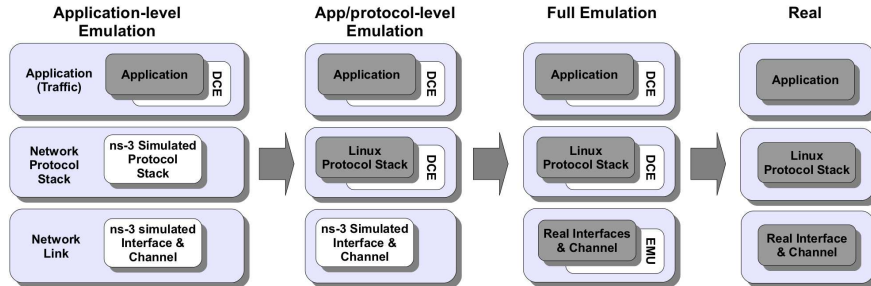 Application-level
Emulation
App/protocol-level
Emulation
Full Emulation
Real
Application
(Traffic)
Application
DCE
Application
DCE
Application
DCE
Application
Network
Protocol
Stack
ns-3 Simulated
Protocol
Stack
Linux
Protocol Stack
DCE
Linux
Protocol Stack
DCE
Linux
Protocol Stack
Network
Link
ns-3 simulated
Interface &
Channel
ns-3 Simulated
Interface &
Channel
Real Interfaces
& Channel
EMU
Real Interface
& Channel